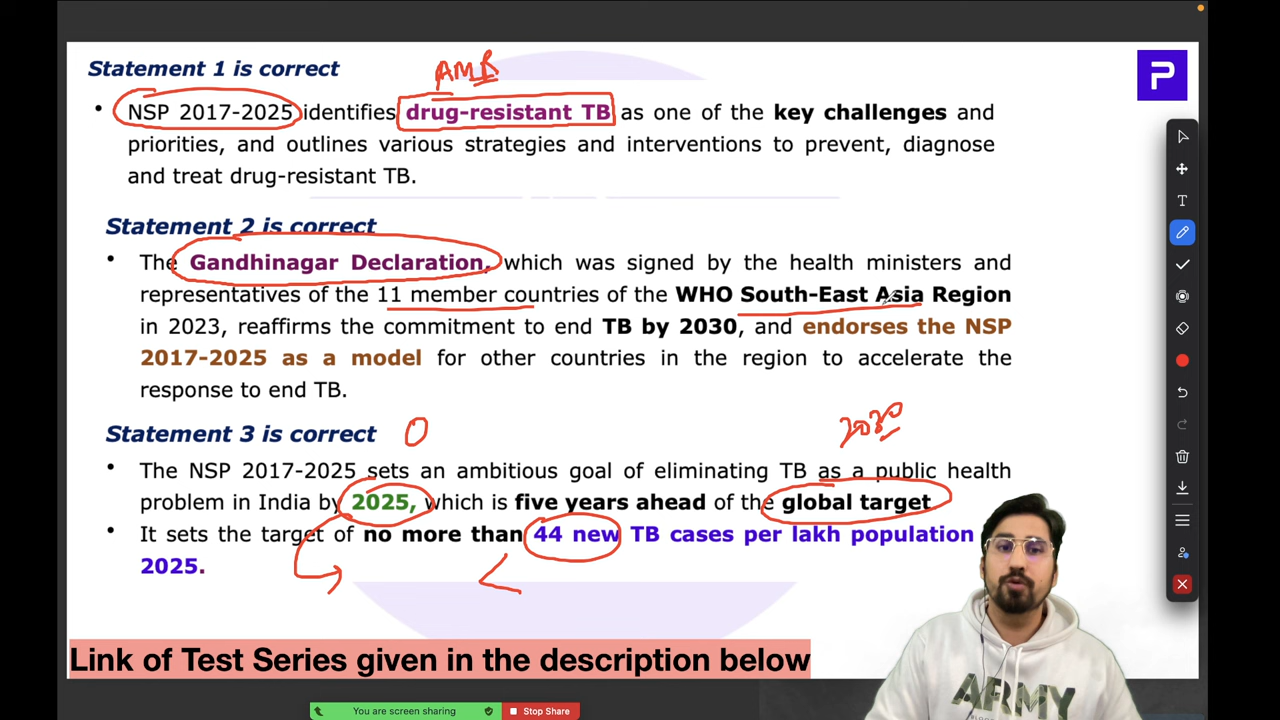 Statement 1 is correct
AMR
• NSP 2017-2025 identifies drug-resistant TB as one of the key challenges and
priorities, and outlines various strategies and interventions to prevent, diagnose
and treat drug-resistant TB.
Statement 2 is correct
• The Gandhinagar Declaration, which was signed by the health ministers and
representatives of the 11 member countries of the WHO South-East Asia Region
in 2023, reaffirms the commitment to end TB by 2030, and endorses the NSP
2017-2025 as a model for other countries in the region to accelerate the
response to end TB.
Statement 3 is correct
0
2030
• The NSP 2017-2025 sets an ambitious goal of eliminating TB as a public health
problem in India by 2025, which is five years ahead of the global target
• It sets the target of no more than 44 new TB cases per lakh population
2025.
<
Link of Test Series given in the description below
ARMY
You are screen sharing
Stop Share
P
T